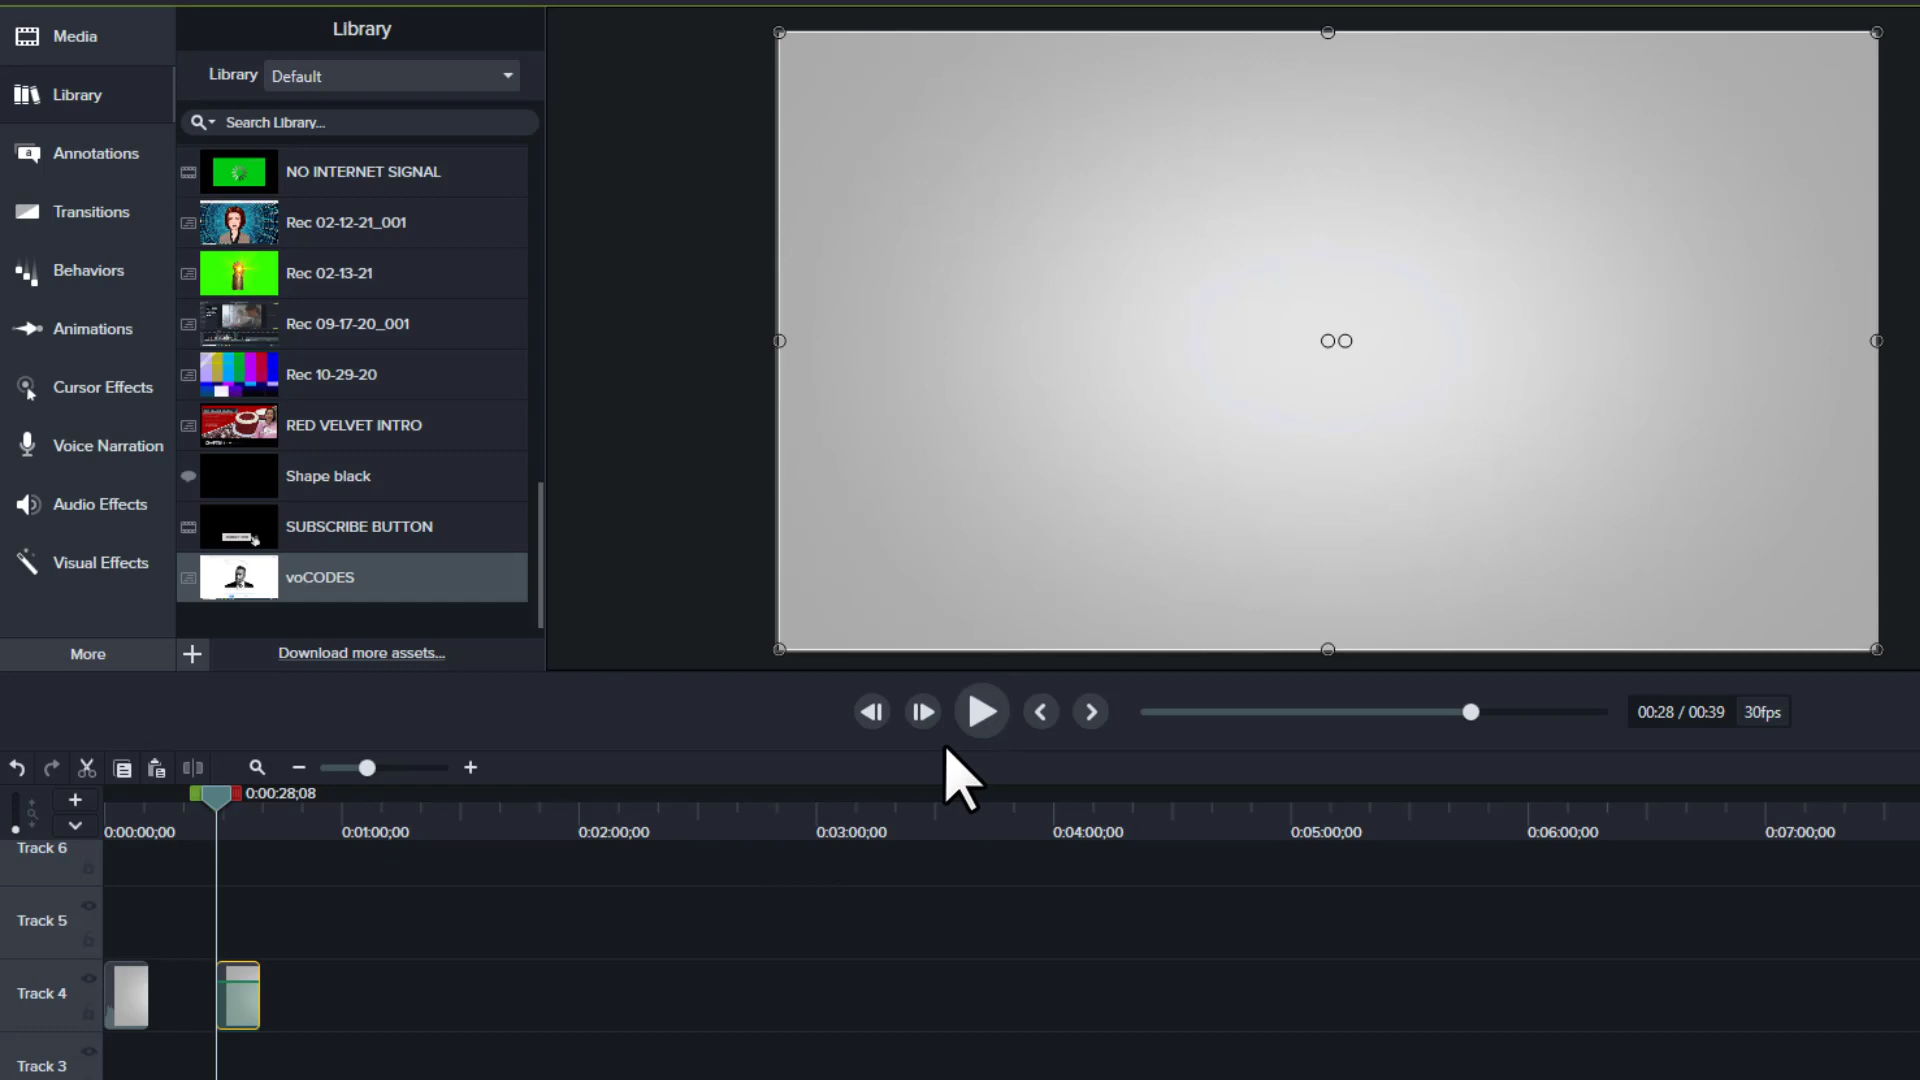 Media
Library
Annotations
Transitions
Behaviors
Animations
Cursor Effects
Voice Narration
Audio Effects
Visual Effects
More
Library
Library Default
Search Library...
NO INTERNET SIGNAL
Rec 02-12-21_001
Rec 02-13-21
Rec 09-17-20_001
Rec 10-29-20
RED VELVET INTRO
Shape black
SUBSCRIBE BUTTON
voCODES
Download more assets...
00:28 / 00:39 30fps
0:00:28;08
0:00:00;00 0:01:00;00 0:02:00;00 0:03:00;00 0:04:00;00 0:05:00;00 0:06:00;00 0:07:00;00
Track 6
Track 5
Track 4
Track 3